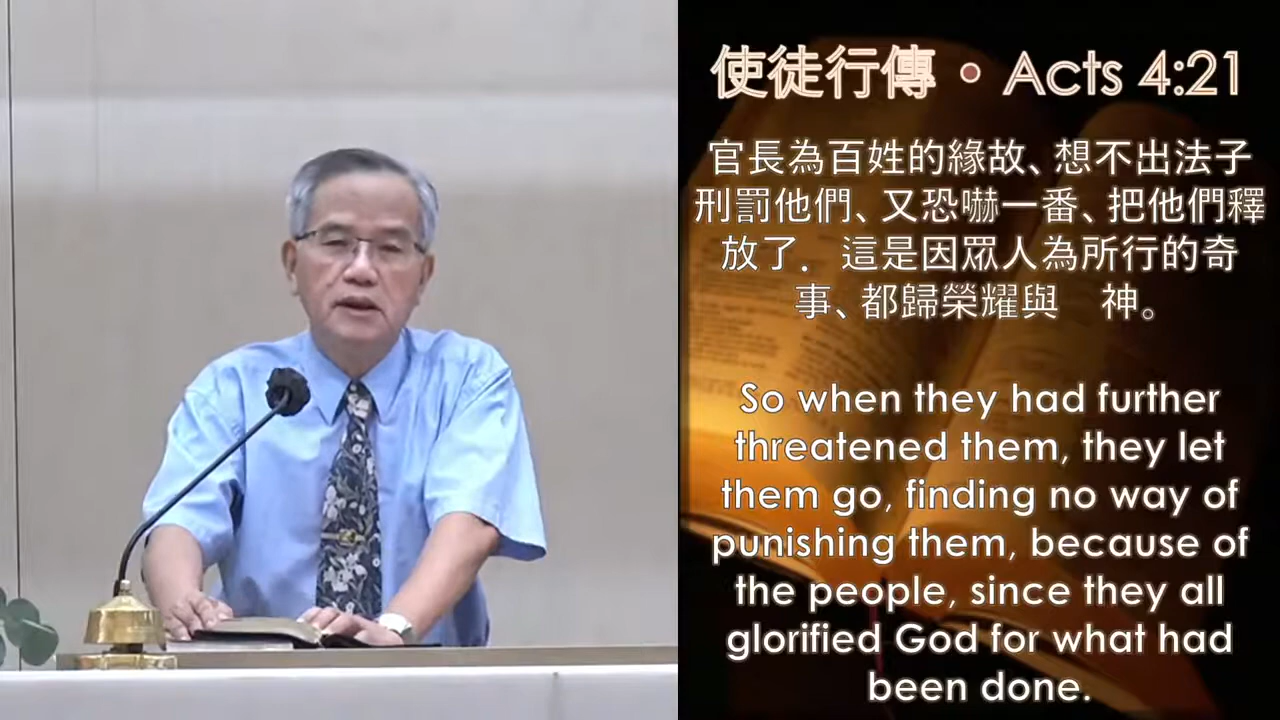 使徒行傳 • Acts 4:21
官長為百姓的緣故、想不出法子
刑罰他們、又恐嚇一番、把他們釋
放了．這是因眾人為所行的奇
事、都歸榮耀與　神。
So when they had further
threatened them, they let
them go, finding no way of
punishing them, because of
the people, since they all
glorified God for what had
been done.